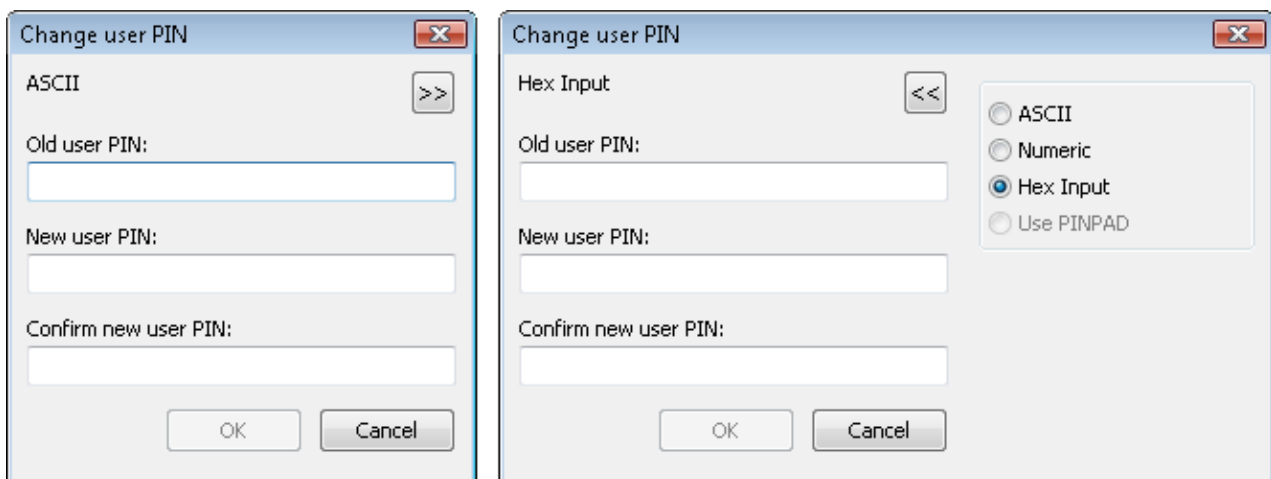 Change user PIN
ASCII
>>
Old user PIN:
New user PIN:
Confirm new user PIN:
OK
Cancel
Change user PIN
Hex Input
<<
Old user PIN:
New user PIN:
Confirm new user PIN:
OK
Cancel
ASCII
Numeric
Hex Input
Use PINPAD